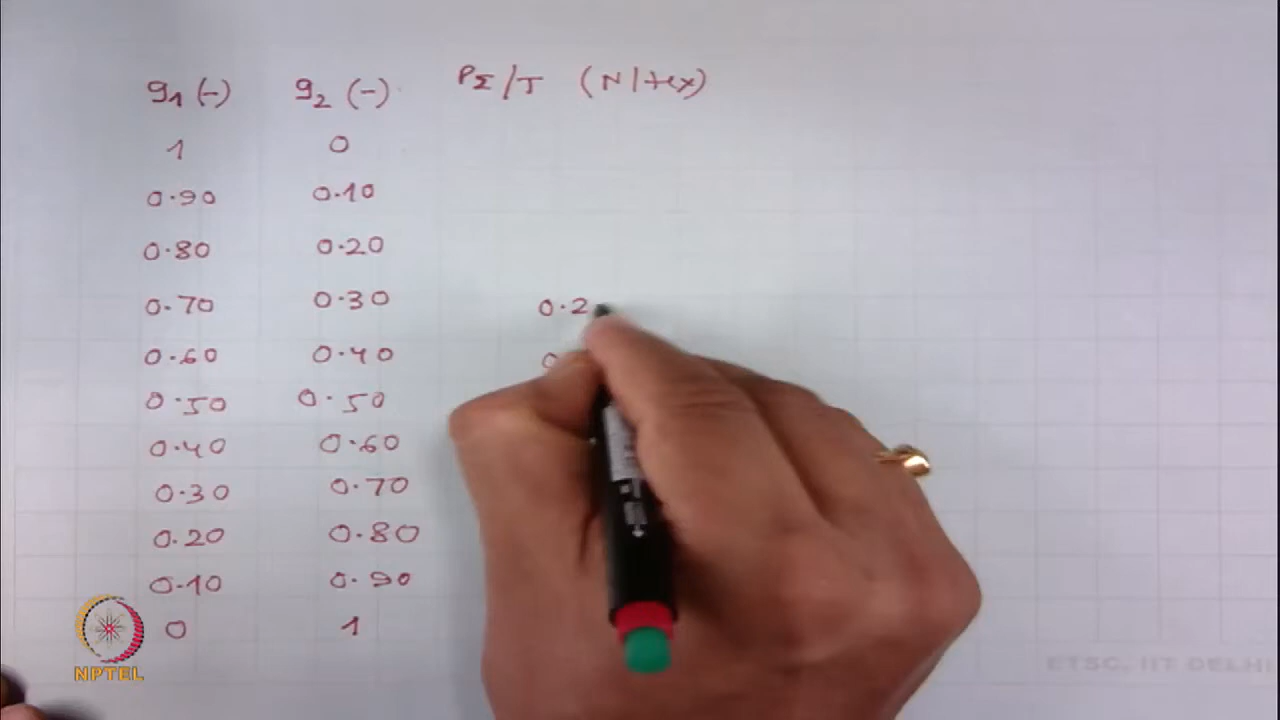 g₁ (-) g₂ (-) P_Σ/T (N/tex)
1 0
0.90 0.10
0.80 0.20
0.70 0.30 0.2
0.60 0.40
0.50 0.50
0.40 0.60
0.30 0.70
0.20 0.80
0.10 0.90
0 1
NPTEL
ETSC, IIT DELHI